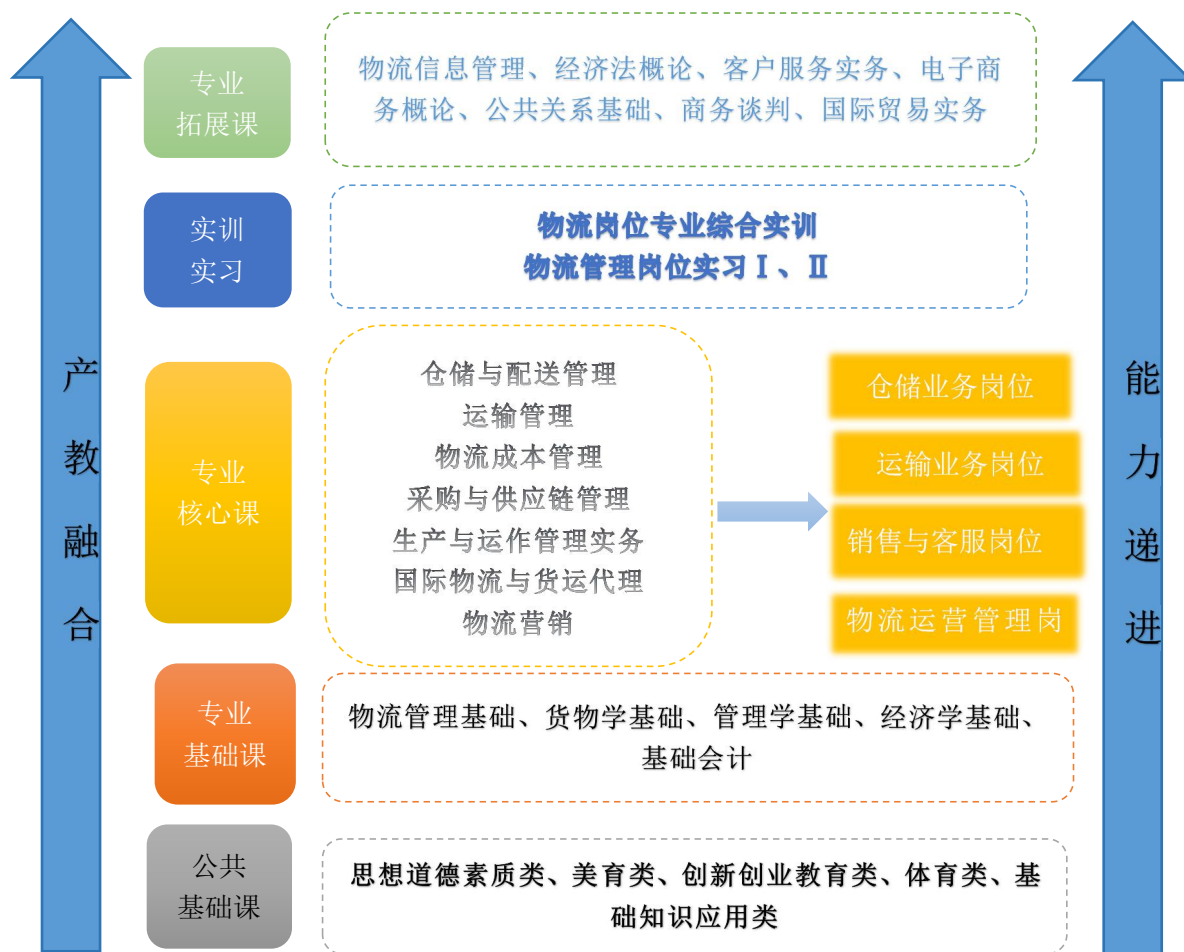 专业
拓展课
物流信息管理、经济法概论、客户服务实务、电子商
务概论、公共关系基础、商务谈判、国际贸易实务
实训
实习
物流岗位专业综合实训
物流管理岗位实习Ⅰ、Ⅱ
产教融合
专业
核心课
仓储与配送管理
运输管理
物流成本管理
采购与供应链管理
生产与运作管理实务
国际物流与货运代理
物流营销
仓储业务岗位
运输业务岗位
销售与客服岗位
物流运营管理岗
能力递进
专业
基础课
物流管理基础、货物学基础、管理学基础、经济学基础、
基础会计
公共
基础课
思想道德素质类、美育类、创新创业教育类、体育类、基
础知识应用类